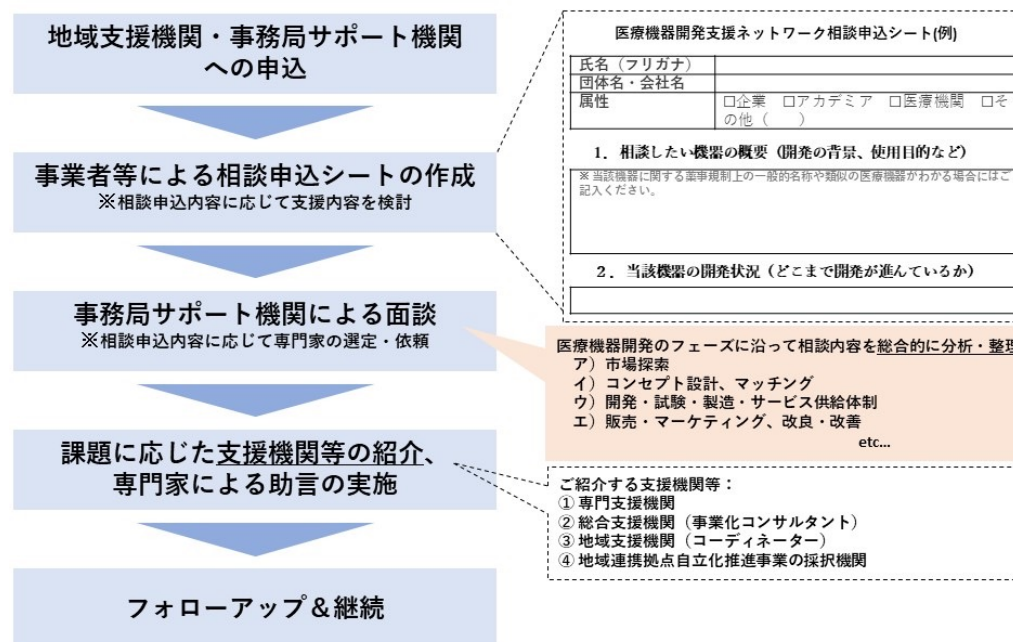 地域支援機関・事務局サポート機関
への申込
事業者等による相談申込シートの作成
※相談申込内容に応じて支援内容を検討
事務局サポート機関による面談
※相談申込内容に応じて専門家の選定・依頼
課題に応じた支援機関等の紹介、
専門家による助言の実施
フォローアップ＆継続
医療機器開発支援ネットワーク相談申込シート(例)
氏名（フリガナ）
団体名・会社名
属性
□企業　□アカデミア　□医療機関　□そ
の他（　　）
1．相談したい機器の概要（開発の背景、使用目的など）
※当該機器に関する薬事規制上の一般的名称や類似の医療機器がわかる場合にはご
記入ください。
2．当該機器の開発状況（どこまで開発が進んでいるか）
医療機器開発のフェーズに沿って相談内容を総合的に分析・整理
ア）市場探索
イ）コンセプト設計、マッチング
ウ）開発・試験・製造・サービス供給体制
エ）販売・マーケティング、改良・改善
etc...
ご紹介する支援機関等：
① 専門支援機関
② 総合支援機関（事業化コンサルタント）
③ 地域支援機関（コーディネーター）
④ 地域連携拠点自立化推進事業の採択機関